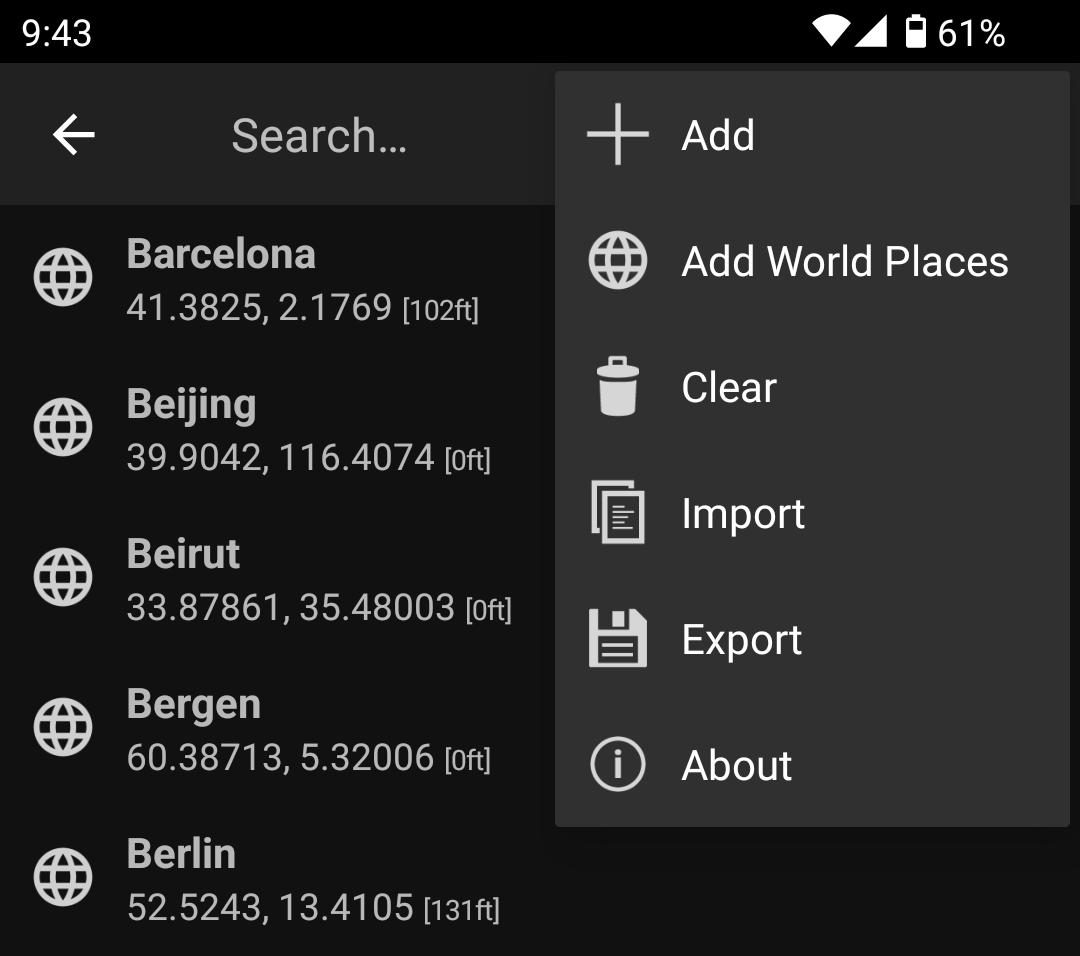 9:43
61%
Search…
Barcelona
41.3825, 2.1769 [102ft]
Beijing
39.9042, 116.4074 [0ft]
Beirut
33.87861, 35.48003 [0ft]
Bergen
60.38713, 5.32006 [0ft]
Berlin
52.5243, 13.4105 [131ft]
Add
Add World Places
Clear
Import
Export
About